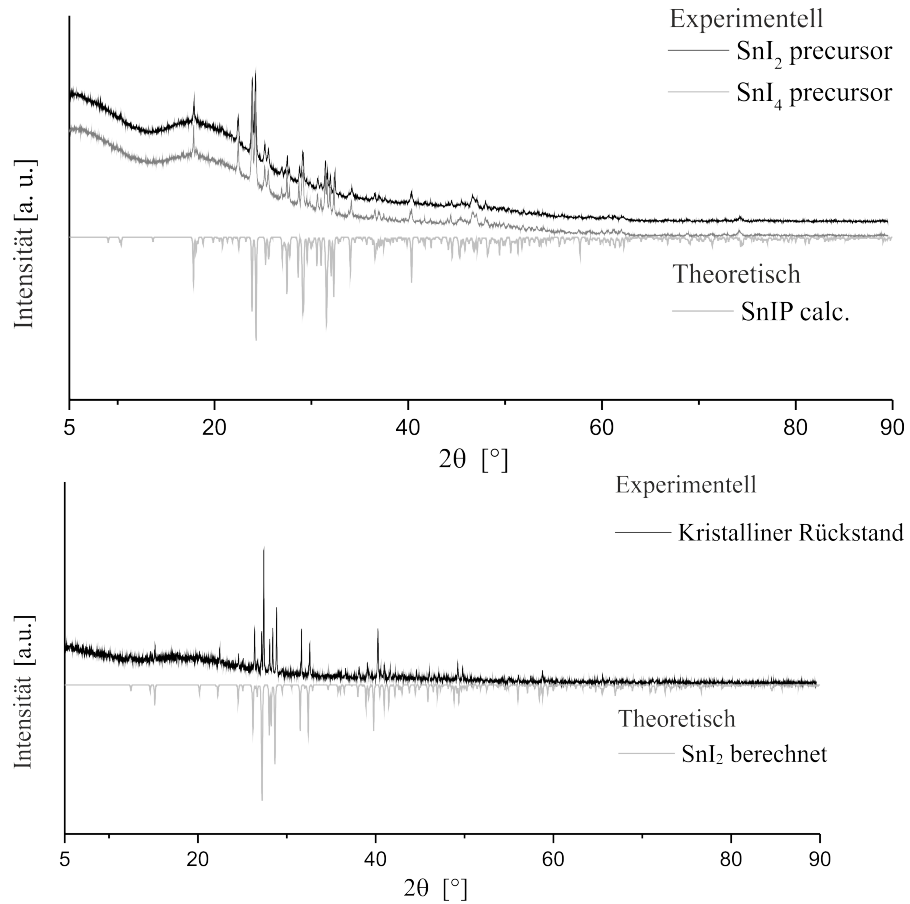 Experimentell
SnI₂ precursor
SnI₄ precursor
Intensität [a. u.]
Theoretisch
SnIP calc.
5 20 40 60 80 90
2θ [°]
Experimentell
Kristalliner Rückstand
Intensität [a.u.]
Theoretisch
SnI₂ berechnet
5 20 40 60 80 90
2θ [°]